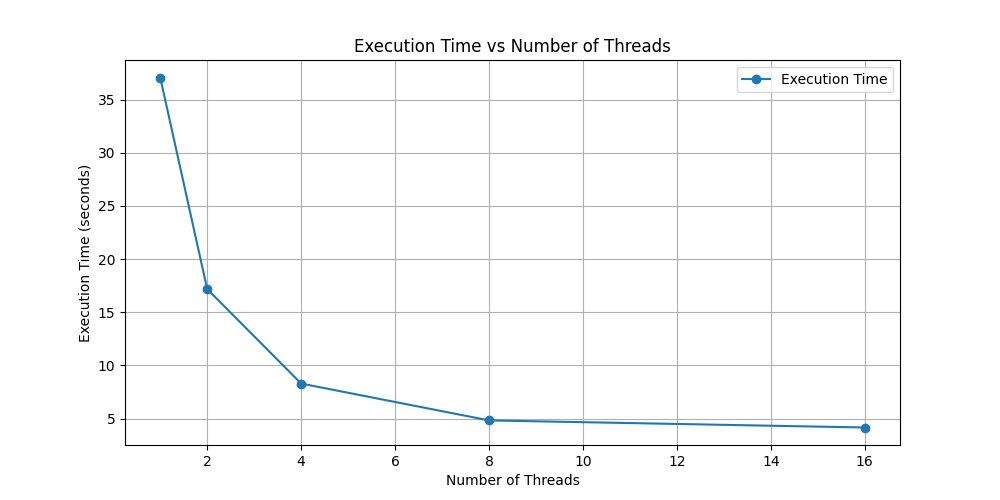 Execution Time vs Number of Threads
Execution Time
35
30
25
20
15
10
5
Execution Time (seconds)
2 4 6 8 10 12 14 16
Number of Threads